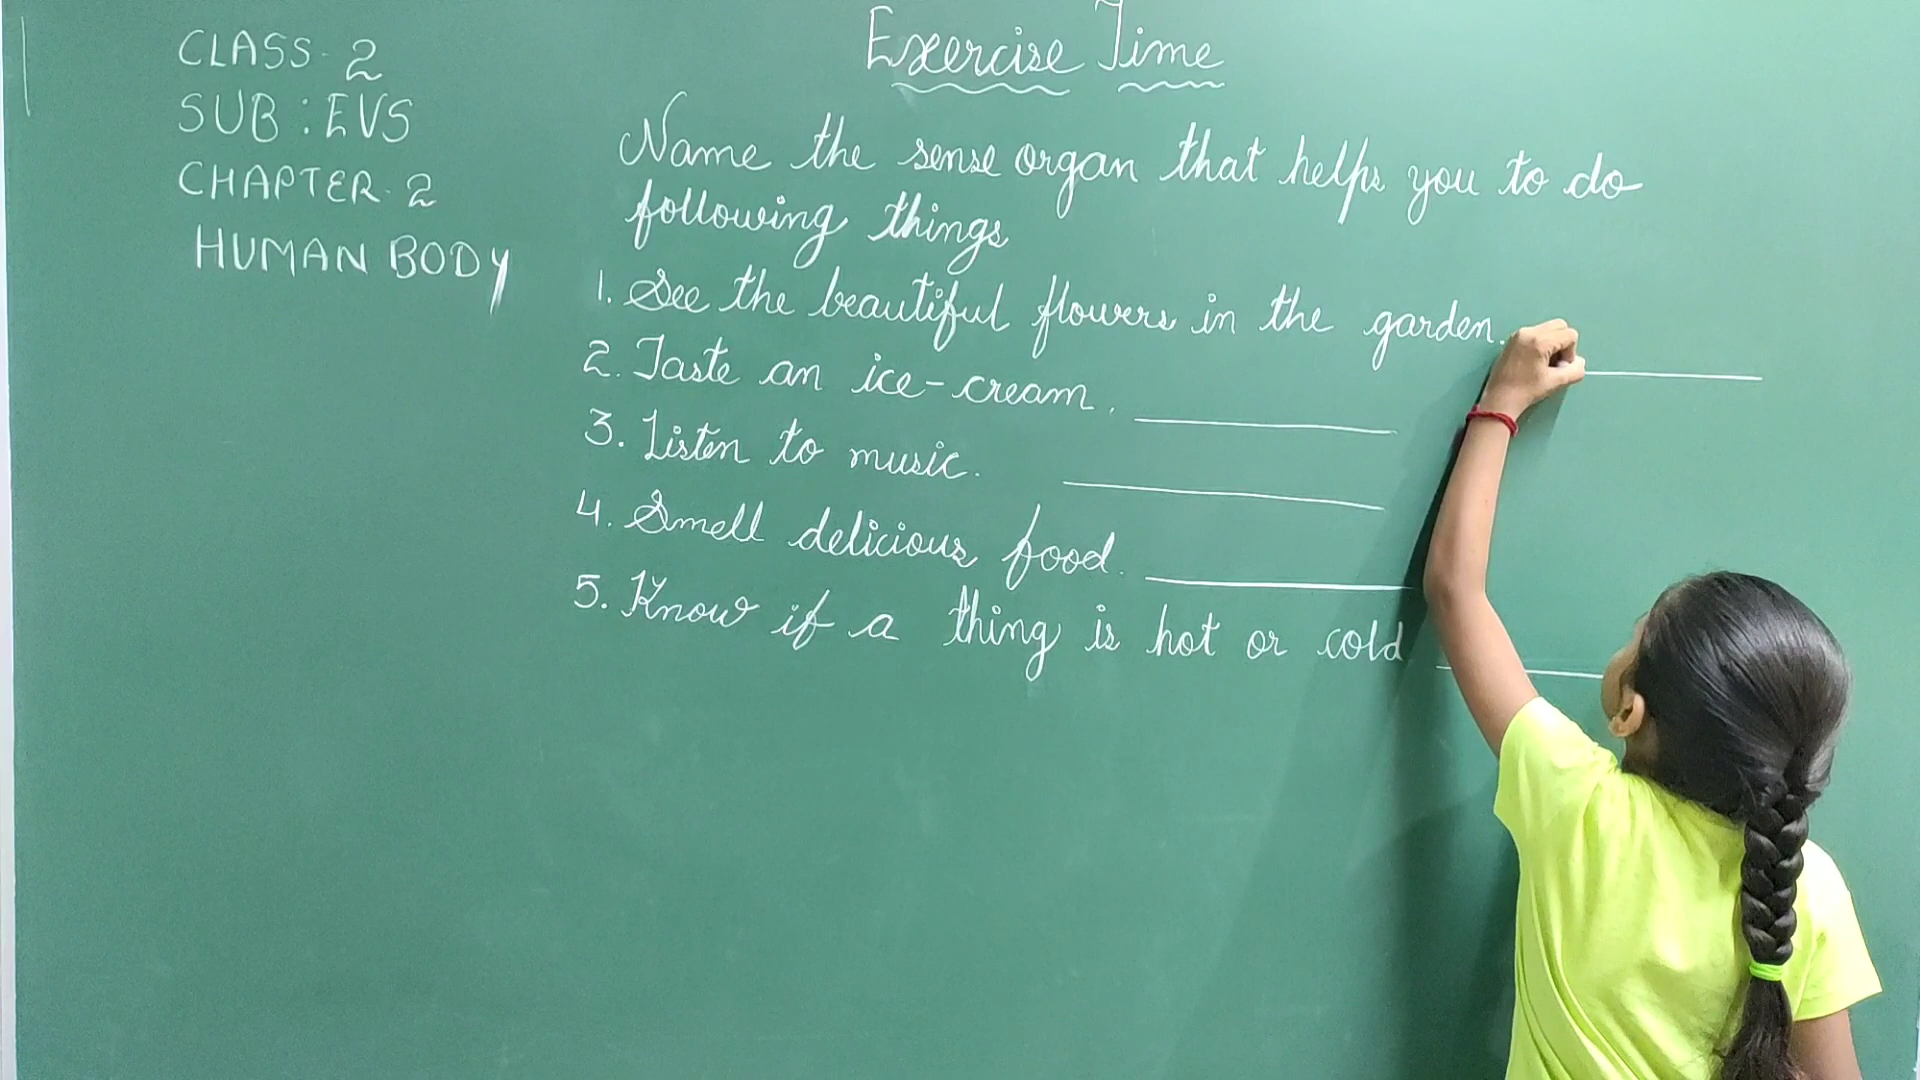 CLASS-2
SUB : EVS
CHAPTER-2
HUMAN BODY
Exercise Time
Name the sense organ that helps you to do
following things
1. See the beautiful flowers in the garden.
2. Taste an ice-cream.
3. Listen to music.
4. Smell delicious food.
5. Know if a thing is hot or cold